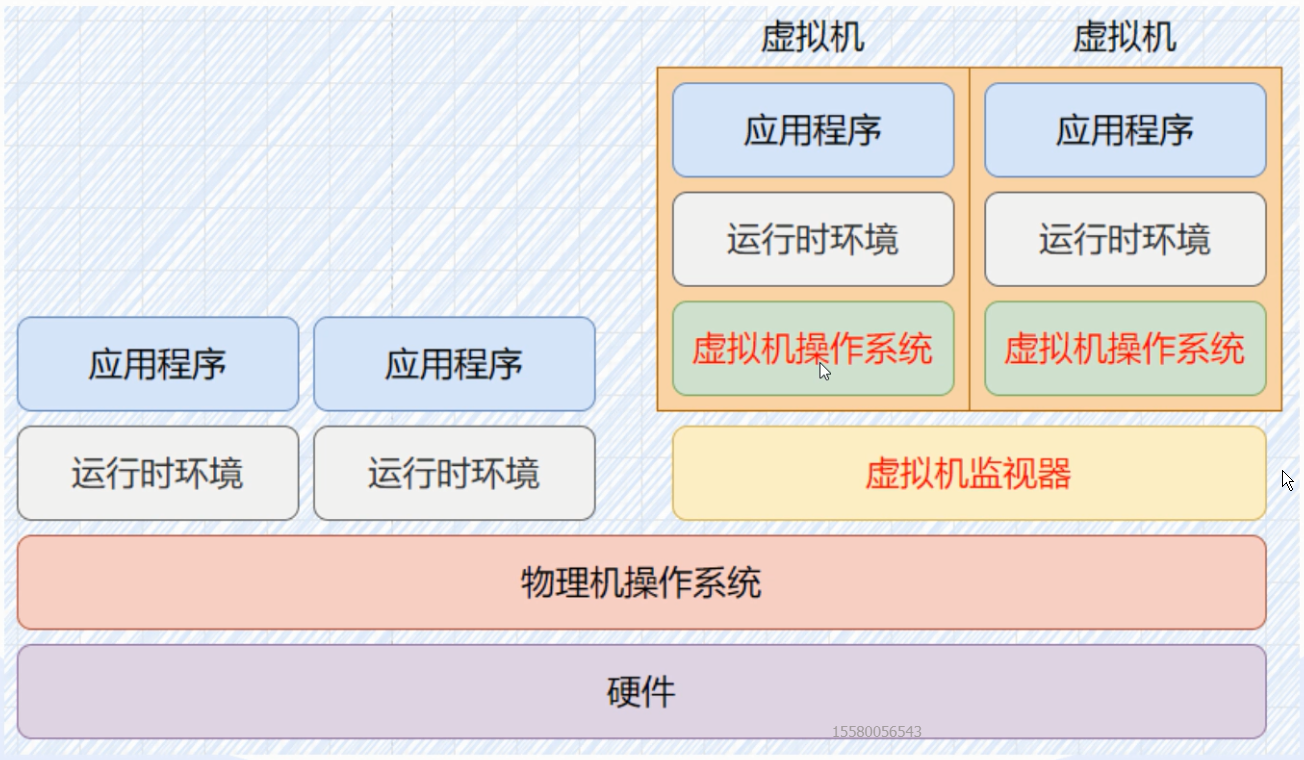 虚拟机 虚拟机
应用程序 应用程序
运行时环境 运行时环境
虚拟机操作系统 虚拟机操作系统
应用程序 应用程序
运行时环境 运行时环境 虚拟机监视器
物理机操作系统
硬件
15580056543